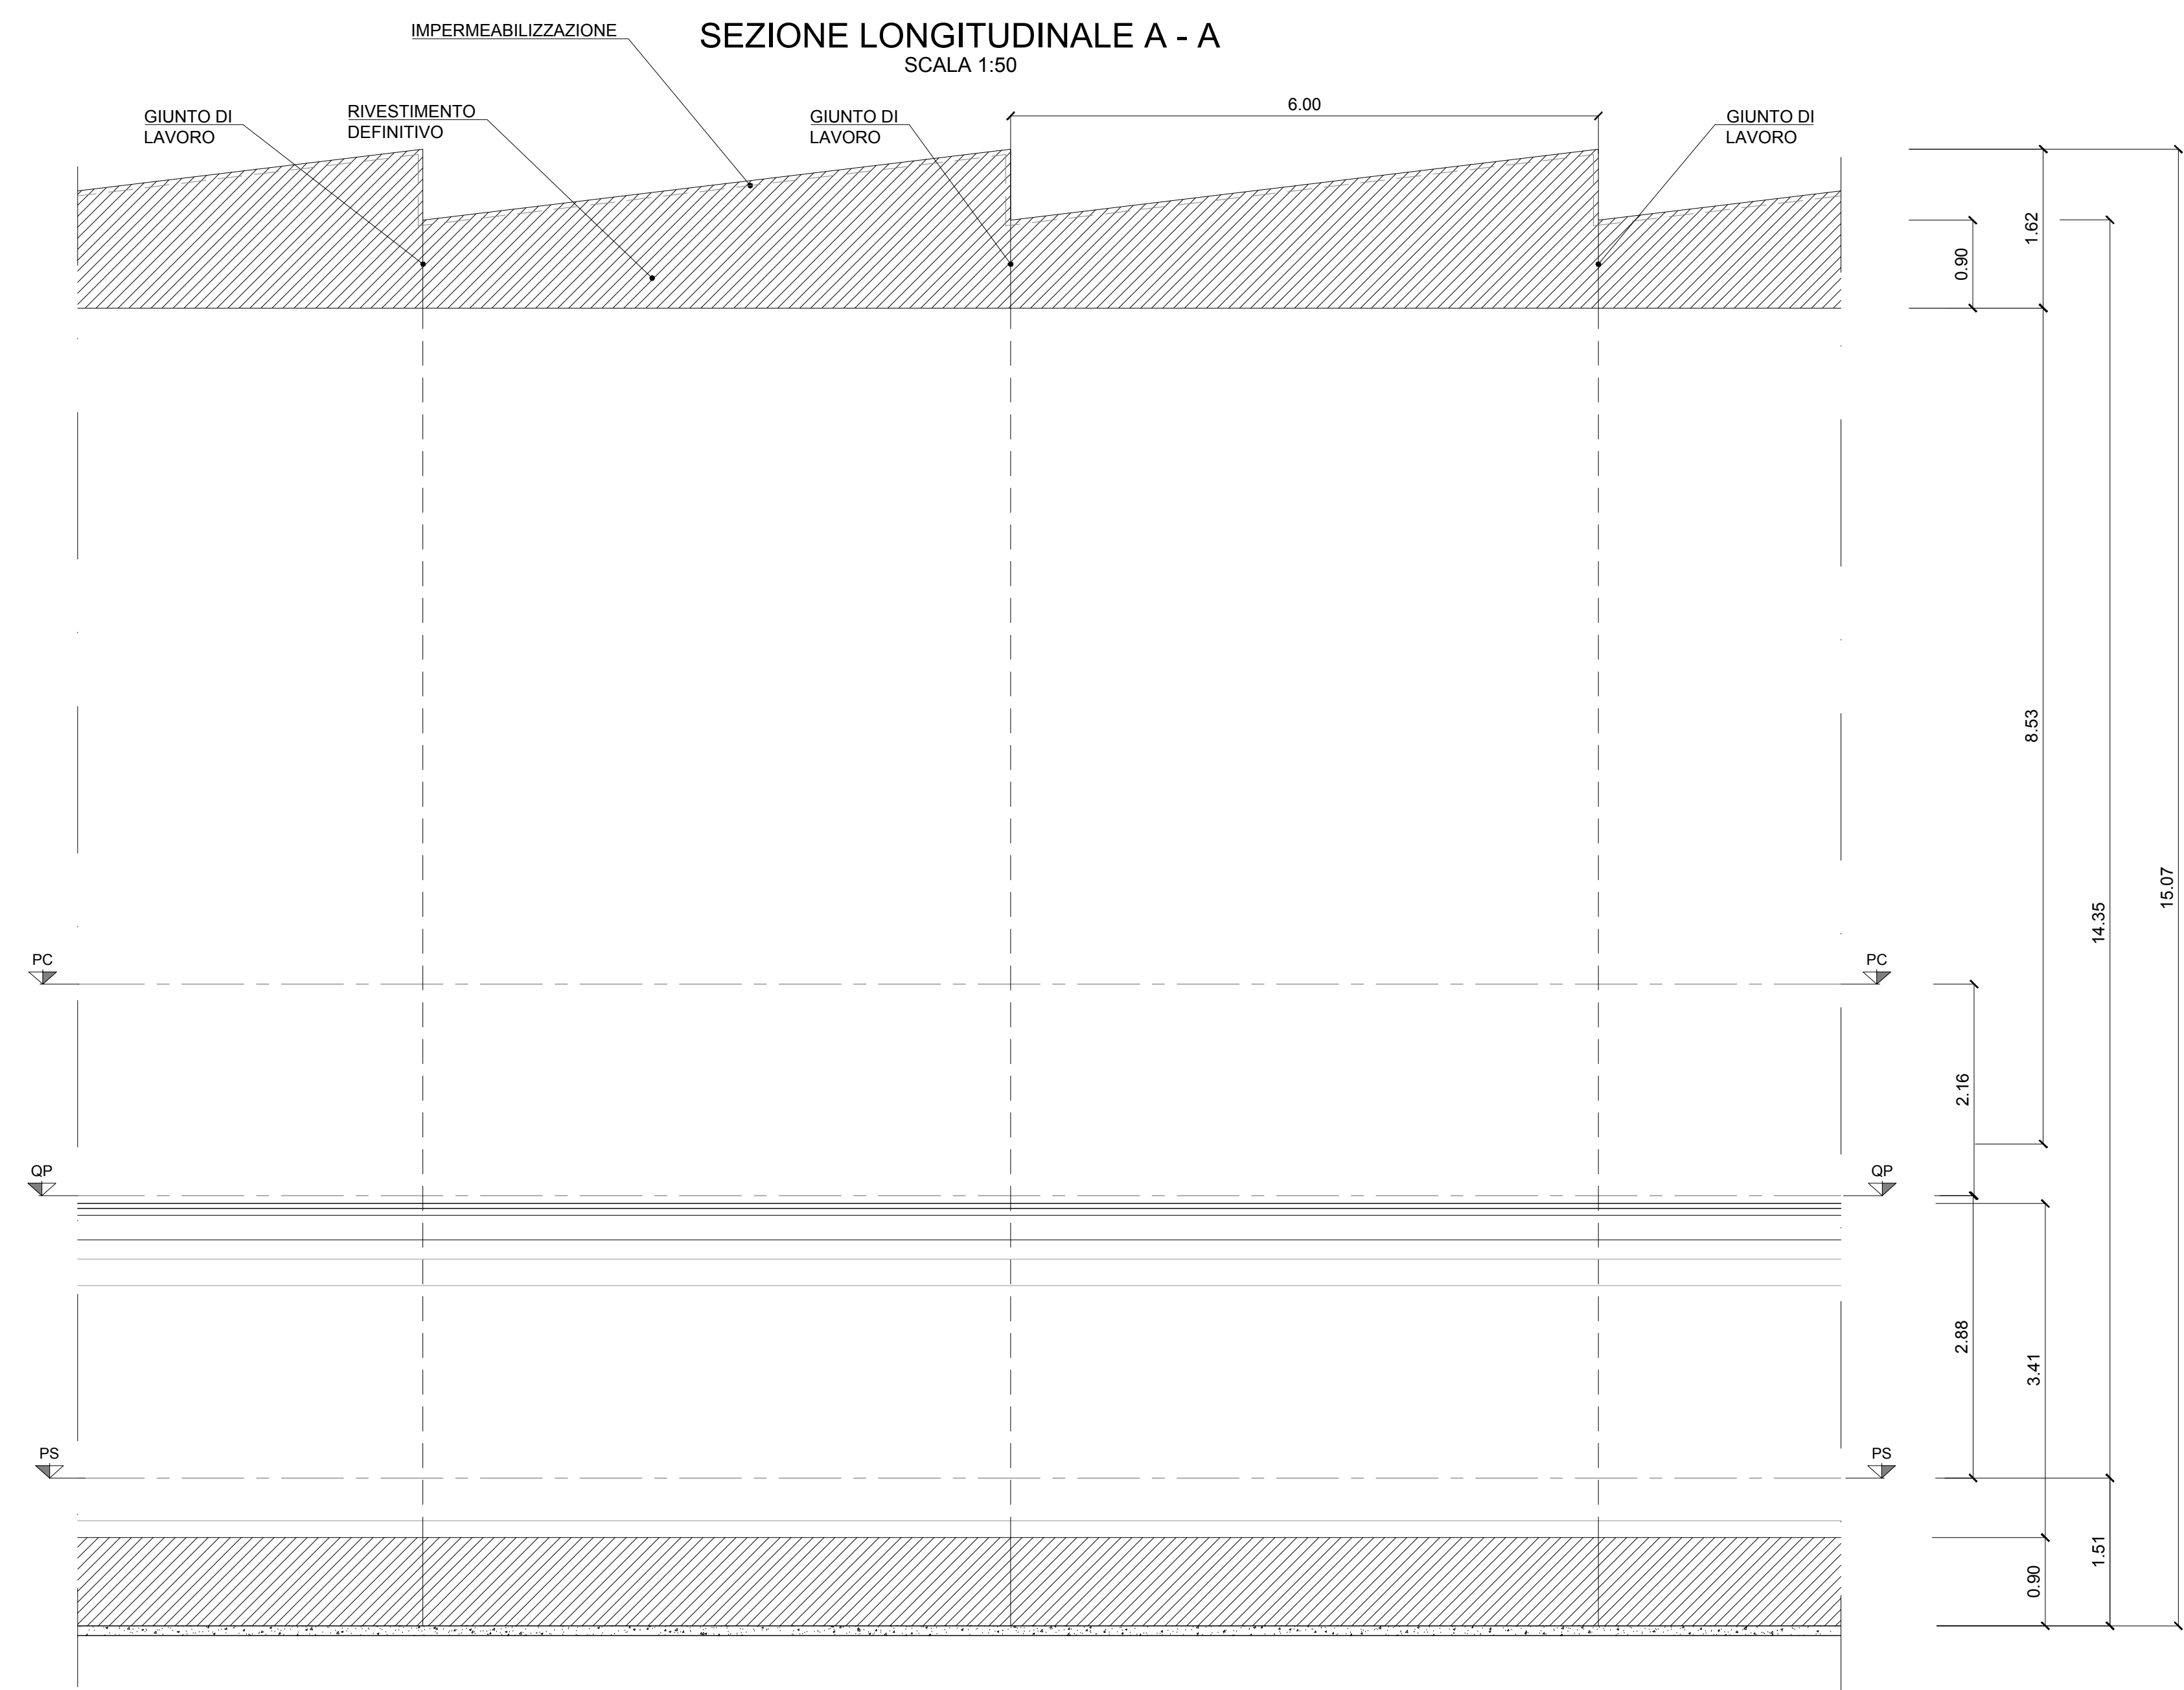 IMPERMEABILIZZAZIONE
SEZIONE LONGITUDINALE A - A
SCALA 1:50
GIUNTO DI
LAVORO
RIVESTIMENTO
DEFINITIVO
GIUNTO DI
LAVORO
6.00
GIUNTO DI
LAVORO
1.62
0.90
8.53
15.07
14.35
PC
PC
2.16
QP
QP
2.88
3.41
PS
PS
1.51
0.90